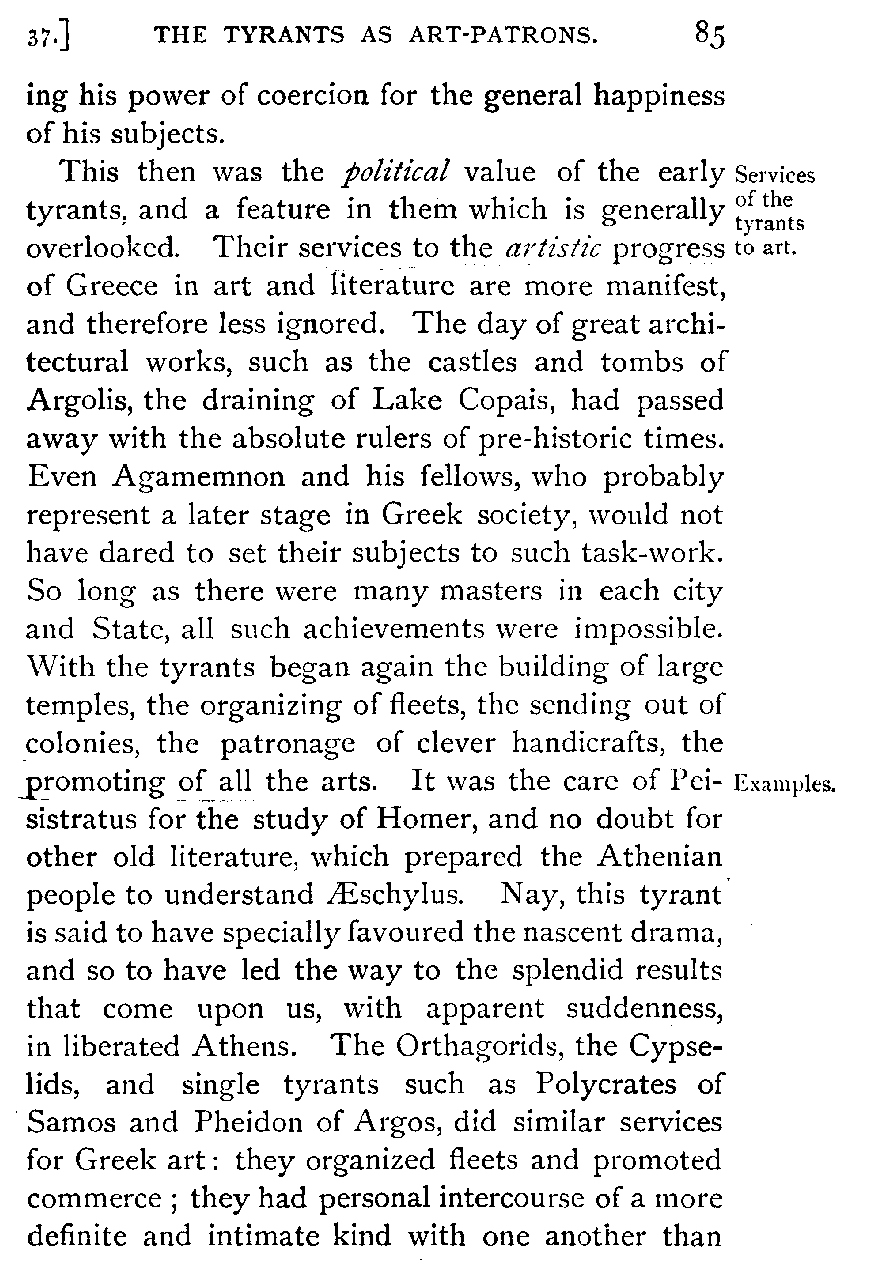 37.] THE TYRANTS AS ART-PATRONS. 85
ing his power of coercion for the general happiness
of his subjects.
This then was the political value of the early
tyrants, and a feature in them which is generally
overlooked. Their services to the artistic progress
Services
of the
tyrants
to art.
of Greece in art and literature are more manifest,
and therefore less ignored. The day of great archi-
tectural works, such as the castles and tombs of
Argolis, the draining of Lake Copais, had passed
away with the absolute rulers of pre-historic times.
Even Agamemnon and his fellows, who probably
represent a later stage in Greek society, would not
have dared to set their subjects to such task-work.
So long as there were many masters in each city
and State, all such achievements were impossible.
With the tyrants began again the building of large
temples, the organizing of fleets, the sending out of
colonies, the patronage of clever handicrafts, the
promoting of all the arts. It was the care of Pei-
Examples.
sistratus for the study of Homer, and no doubt for
other old literature, which prepared the Athenian
people to understand Æschylus. Nay, this tyrant
is said to have specially favoured the nascent drama,
and so to have led the way to the splendid results
that come upon us, with apparent suddenness,
in liberated Athens. The Orthagorids, the Cypse-
lids, and single tyrants such as Polycrates of
Samos and Pheidon of Argos, did similar services
for Greek art: they organized fleets and promoted
commerce ; they had personal intercourse of a more
definite and intimate kind with one another than